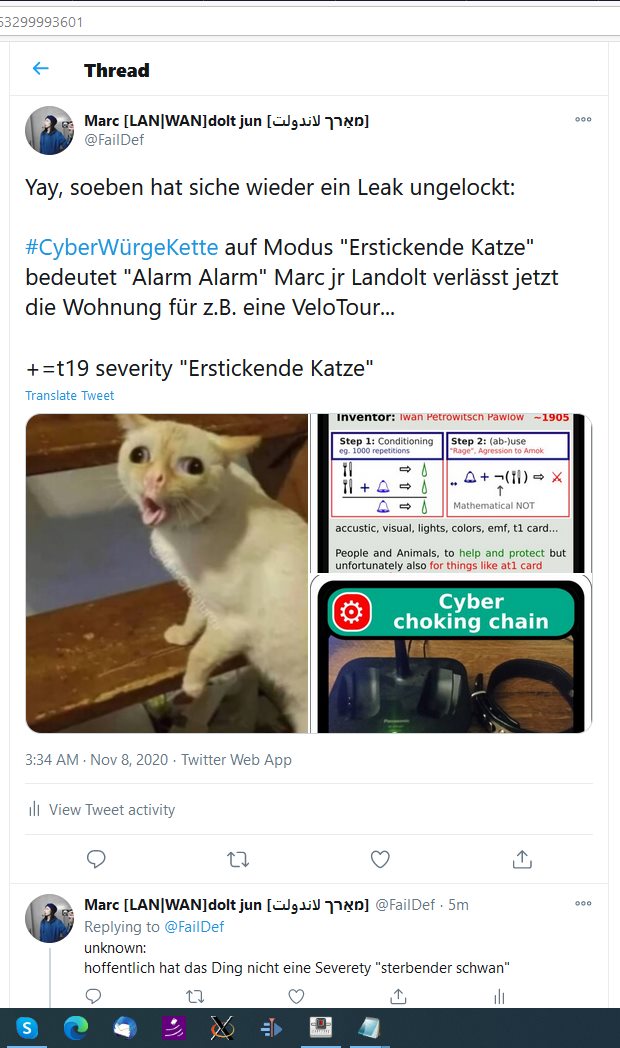 53299993601
Thread
Marc [LAN|WAN]dolt jun [מאַרך لاندولت]
@FailDef
Yay, soeben hat siche wieder ein Leak ungelockt:
#CyberWürgeKette auf Modus "Erstickende Katze"
bedeutet "Alarm Alarm" Marc jr Landolt verlässt jetzt
die Wohnung für z.B. eine VeloTour...
+=t19 severity "Erstickende Katze"
Translate Tweet
Inventor: Iwan Petrowitsch Pawlow ~1905
Step 1: Conditioning
eg. 1000 repetitions
Step 2: (ab-)use
"Rage", Agression to Amok
Mathematical NOT
accustic, visual, lights, colors, emf, t1 card...
People and Animals, to help and protect but
unfortunately also for things like at1 card
Cyber
choking chain
Panasonic
3:34 AM · Nov 8, 2020 · Twitter Web App
View Tweet activity
Marc [LAN|WAN]dolt jun [מאַרך لاندولت] @FailDef · 5m
Replying to @FailDef
unknown:
hoffentlich hat das Ding nicht eine Severety "sterbender schwan"